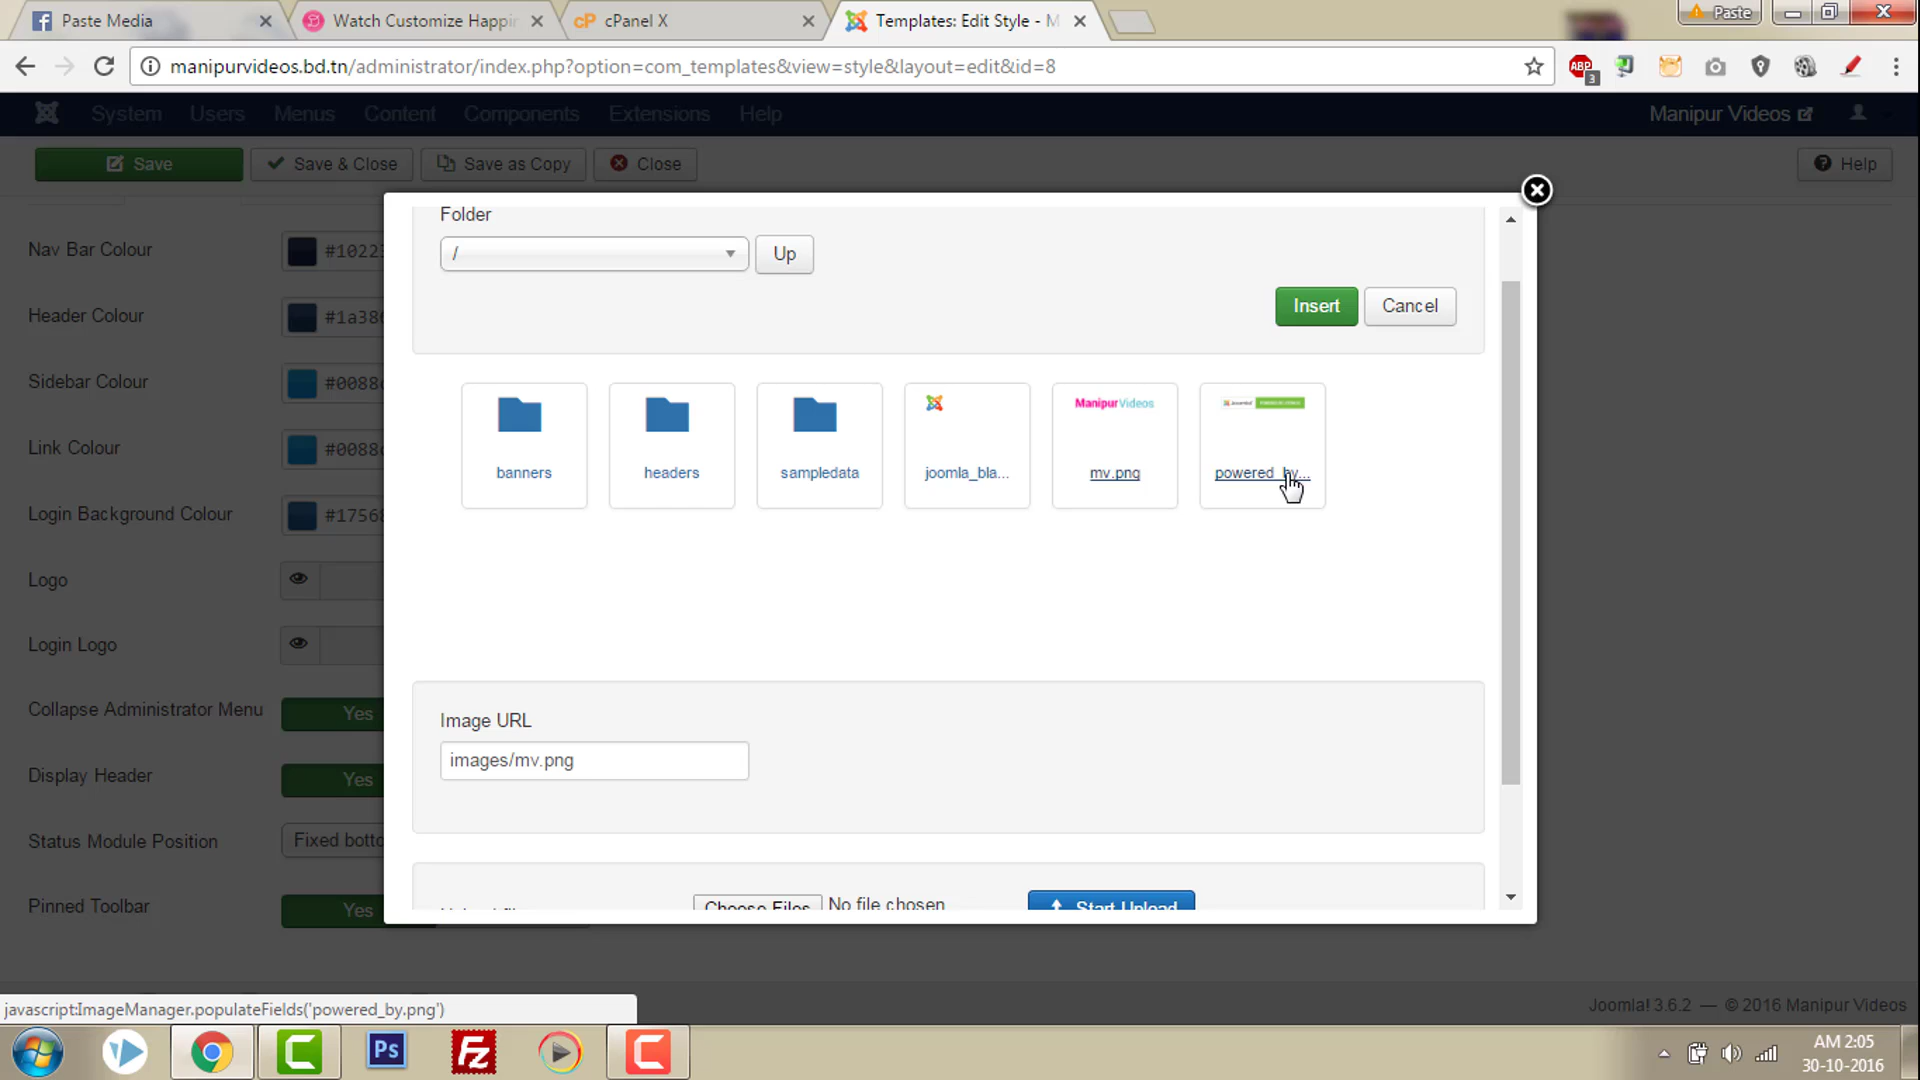 Paste Media
Watch Customize Happin
cPanel X
Templates: Edit Style - M
Paste
manipurvideos.bd.tn/administrator/index.php?option=com_templates&view=style&layout=edit&id=8
ABP
3
System
Users
Menus
Content
Components
Extensions
Help
Manipur Videos
Save
Save & Close
Save as Copy
Close
Help
Nav Bar Colour
#1022
Header Colour
#1a38
Sidebar Colour
#0088
Link Colour
#0088
Login Background Colour
#1756
Logo
Login Logo
Collapse Administrator Menu
Yes
Display Header
Yes
Status Module Position
Fixed botto
Pinned Toolbar
Yes
Folder
/
Up
Insert
Cancel
banners
headers
sampledata
joomla_bla...
ManipurVideos
mv.png
powered_by...
Image URL
images/mv.png
Choose Files
No file chosen
Start Upload
javascript:ImageManager.populateFields('powered_by.png')
Joomla! 3.6.2 — © 2016 Manipur Videos
Ps
Fz
AM 2:05
30-10-2016